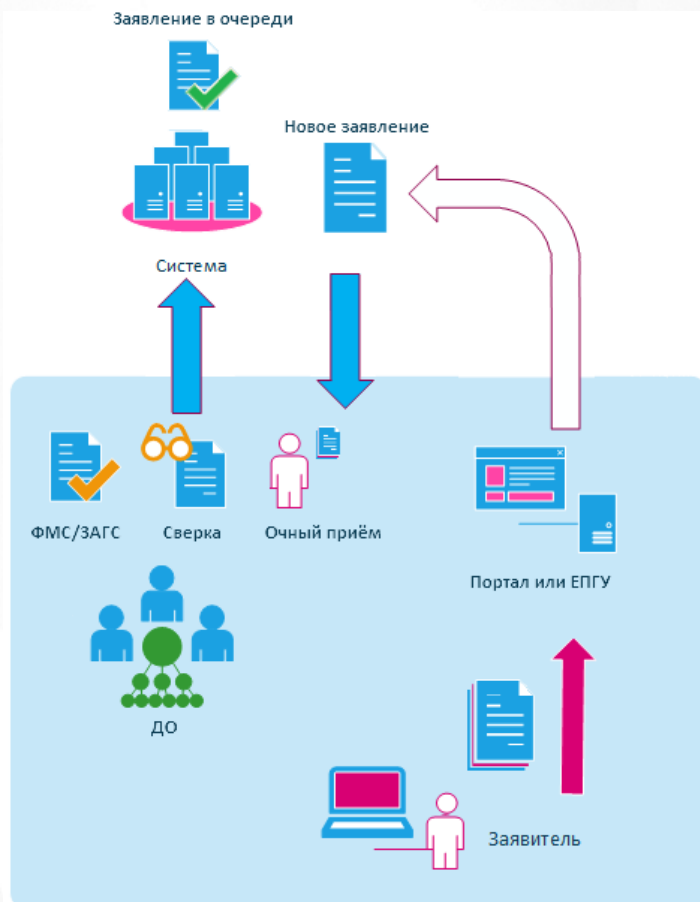 Заявление в очереди
Новое заявление
Система
ФМС/ЗАГС
Сверка
Очный приём
Портал или ЕПГУ
ДО
Заявитель